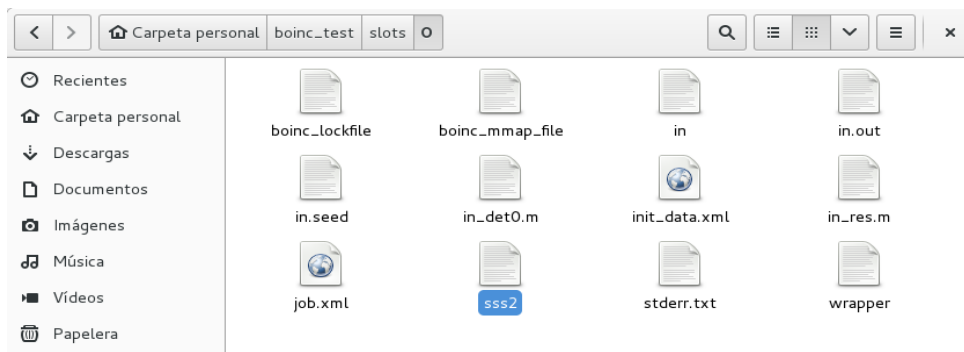 Carpeta personal boinc_test slots 0
Recientes
Carpeta personal
Descargas
Documentos
Imágenes
Música
Vídeos
Papelera
boinc_lockfile boinc_mmap_file in in.out
in.seed in_det0.m init_data.xml in_res.m
job.xml sss2 stderr.txt wrapper